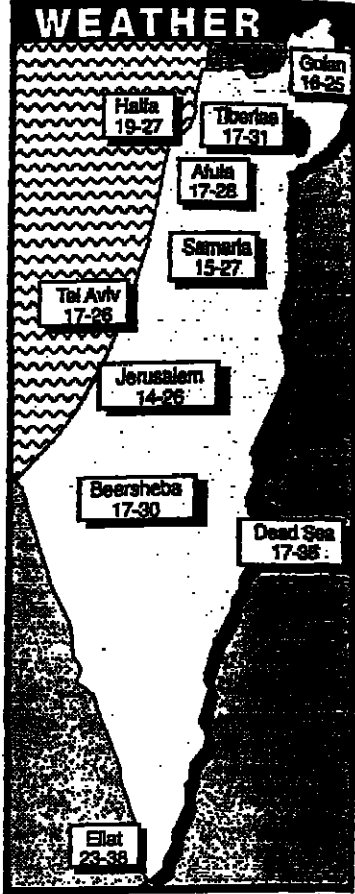 WEATHER
Golan
16-25
Haifa
19-27
Tiberias
17-31
Afula
17-28
Samaria
15-27
Tel Aviv
17-26
Jerusalem
14-26
Beersheba
17-30
Dead Sea
17-35
Eilat
23-38